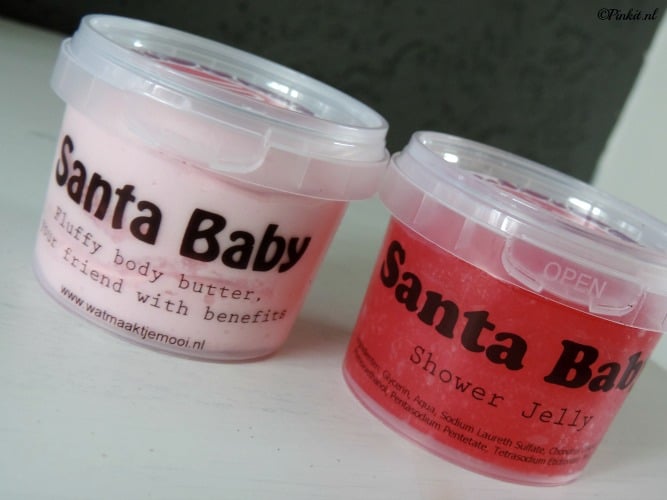 ©Pinkit.nl
Santa Baby
Fluffy body butter,
your friend with benefits
www.watmaaktjemooi.nl
OPEN
Santa Baby
Shower Jelly
Glycerin, Aqua, Sodium Laureth Sulfate,
Pentasodium Pentetate, Tetrasodium